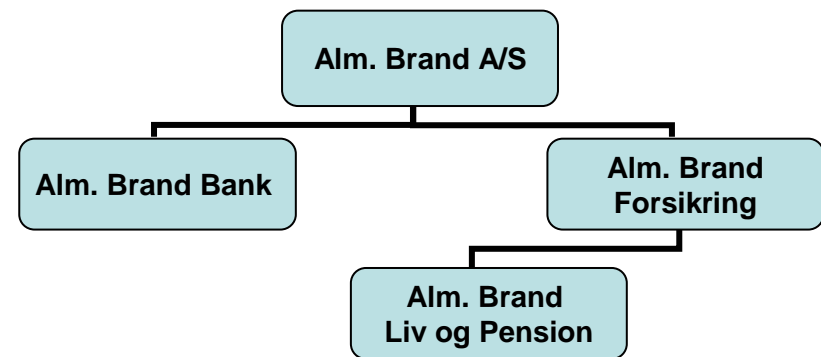 Alm. Brand A/S
Alm. Brand Bank
Alm. Brand
Forsikring
Alm. Brand
Liv og Pension